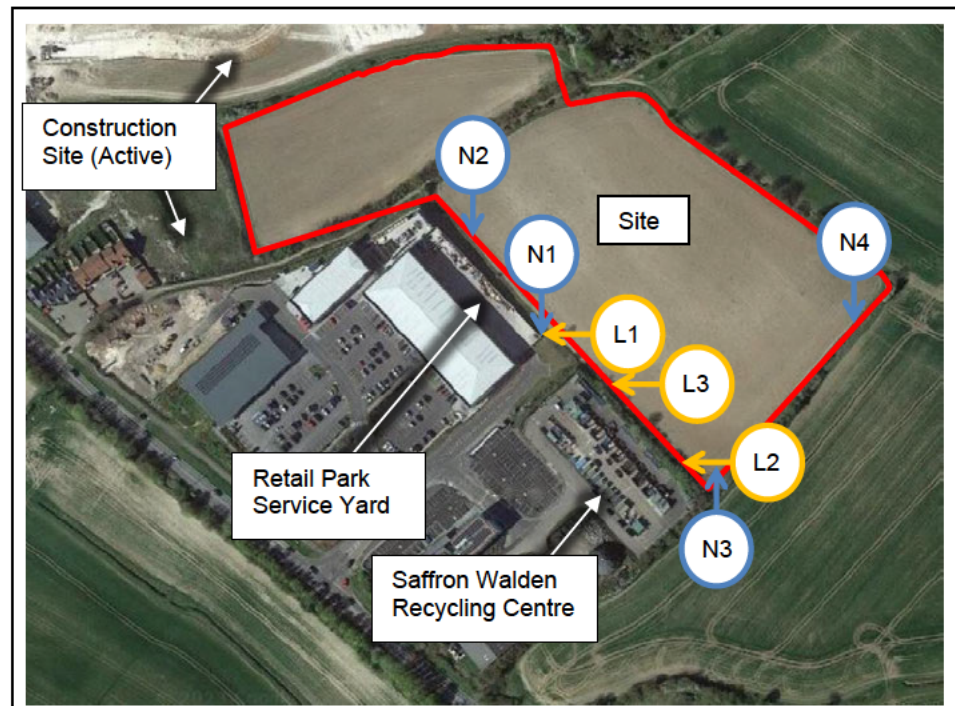 Construction
Site (Active)
N2
Site
N1
N4
L1
L3
L2
Retail Park
Service Yard
N3
Saffron Walden
Recycling Centre